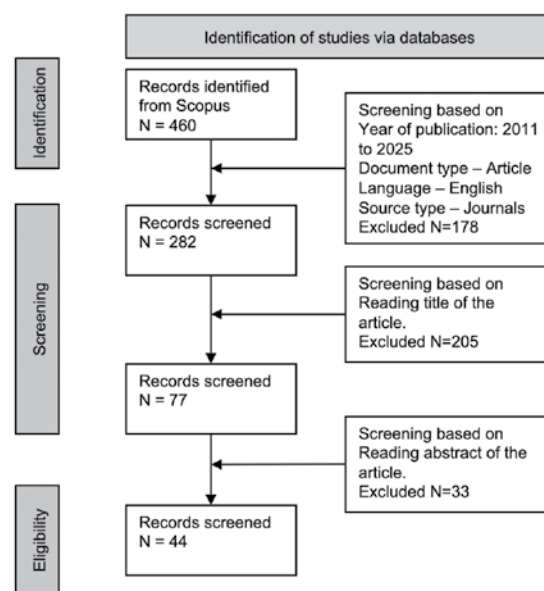 Identification of studies via databases
Identification
Records identified
from Scopus
N = 460
Screening based on
Year of publication: 2011
to 2025
Document type – Article
Language – English
Source type – Journals
Excluded N=178
Screening
Records screened
N = 282
Screening based on
Reading title of the
article.
Excluded N=205
Records screened
N = 77
Screening based on
Reading abstract of the
article.
Excluded N=33
Eligibility
Records screened
N = 44